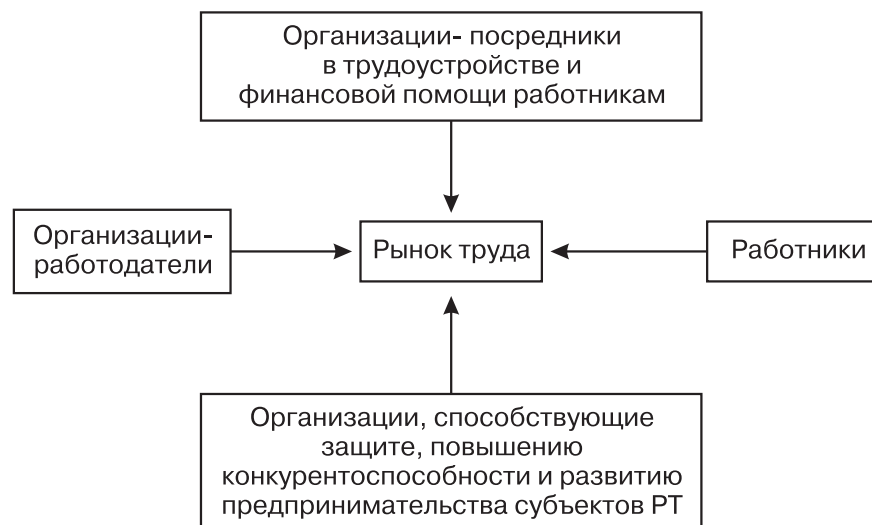 Организации- посредники
в трудоустройстве и
финансовой помощи работникам
Организации-
работодатели
Рынок труда
Работники
Организации, способствующие
защите, повышению
конкурентоспособности и развитию
предпринимательства субъектов РТ